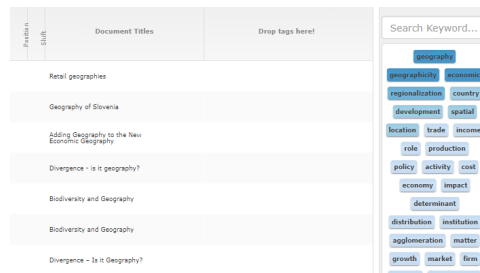 Position
Shift
Document Titles
Drop tags here!
Retail geographies
Geography of Slovenia
Adding Geography to the New
Economic Geography
Divergence - is it geography?
Biodiversity and Geography
Biodiversity and Geography
Divergence – Is it Geography?
Search Keyword...
geography
geographicity economic
regionalization country
development spatial
location trade income
role production
policy activity cost
economy impact
determinant
distribution institution
agglomeration matter
growth market firm